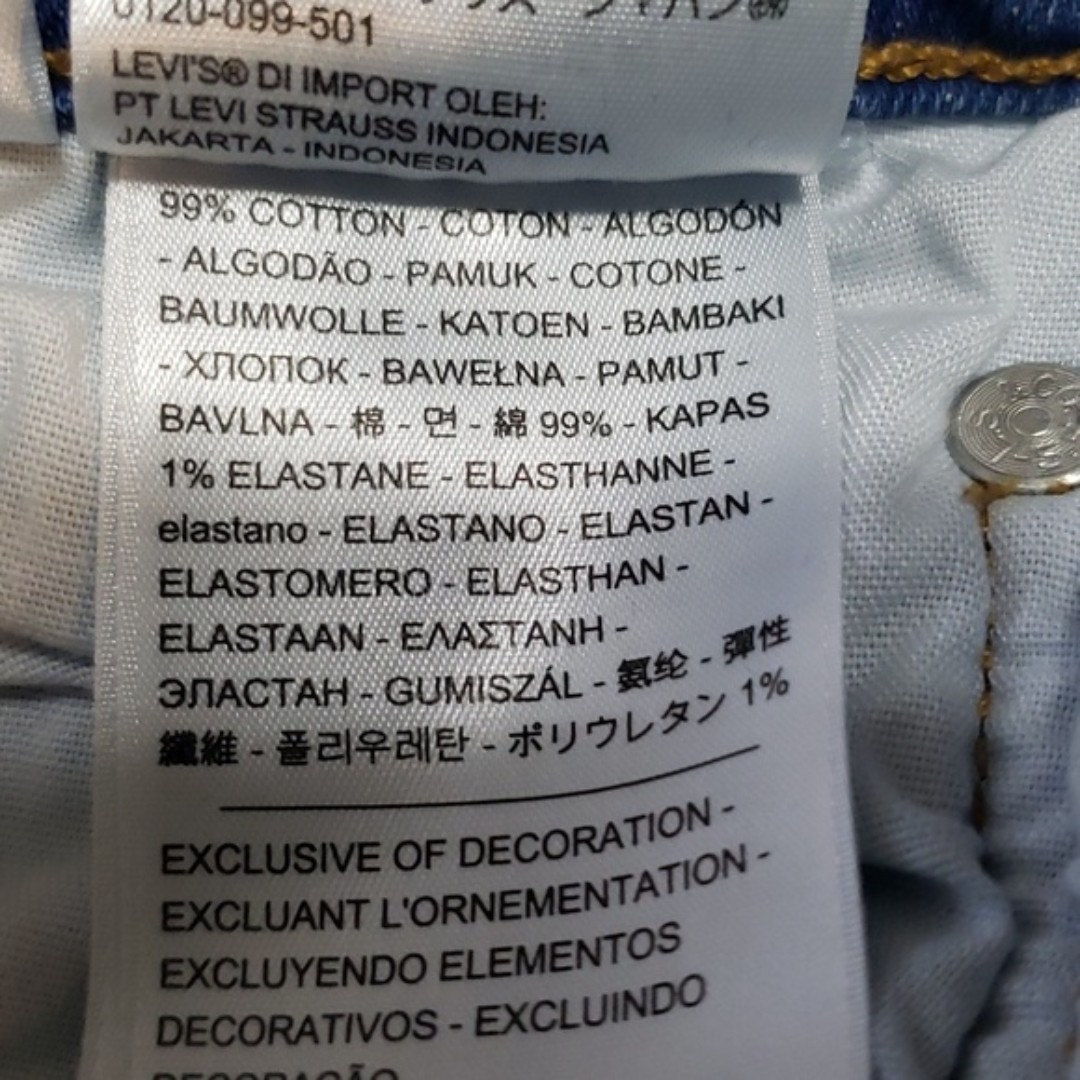 0120-099-501
LEVI'S® DI IMPORT OLEH:
PT LEVI STRAUSS INDONESIA
JAKARTA - INDONESIA
99% COTTON - COTON - ALGODÓN
- ALGODÃO - PAMUK - COTONE -
BAUMWOLLE - KATOEN - BAMBAKI
- ХЛОПОК - BAWEŁNA - PAMUT -
BAVLNA - 棉 - 면 - 綿 99% - KAPAS
1% ELASTANE - ELASTHANNE -
elastano - ELASTANO - ELASTAN -
ELASTOMERO - ELASTHAN -
ELASTAAN - ΕΛΑΣΤΑΝΗ -
ЭЛАСТАН - GUMISZÁL - 氨纶 - 彈性
纖維 - 폴리우레탄 - ポリウレタン 1%
EXCLUSIVE OF DECORATION -
EXCLUANT L'ORNEMENTATION -
EXCLUYENDO ELEMENTOS
DECORATIVOS - EXCLUINDO
DECORAÇÃO